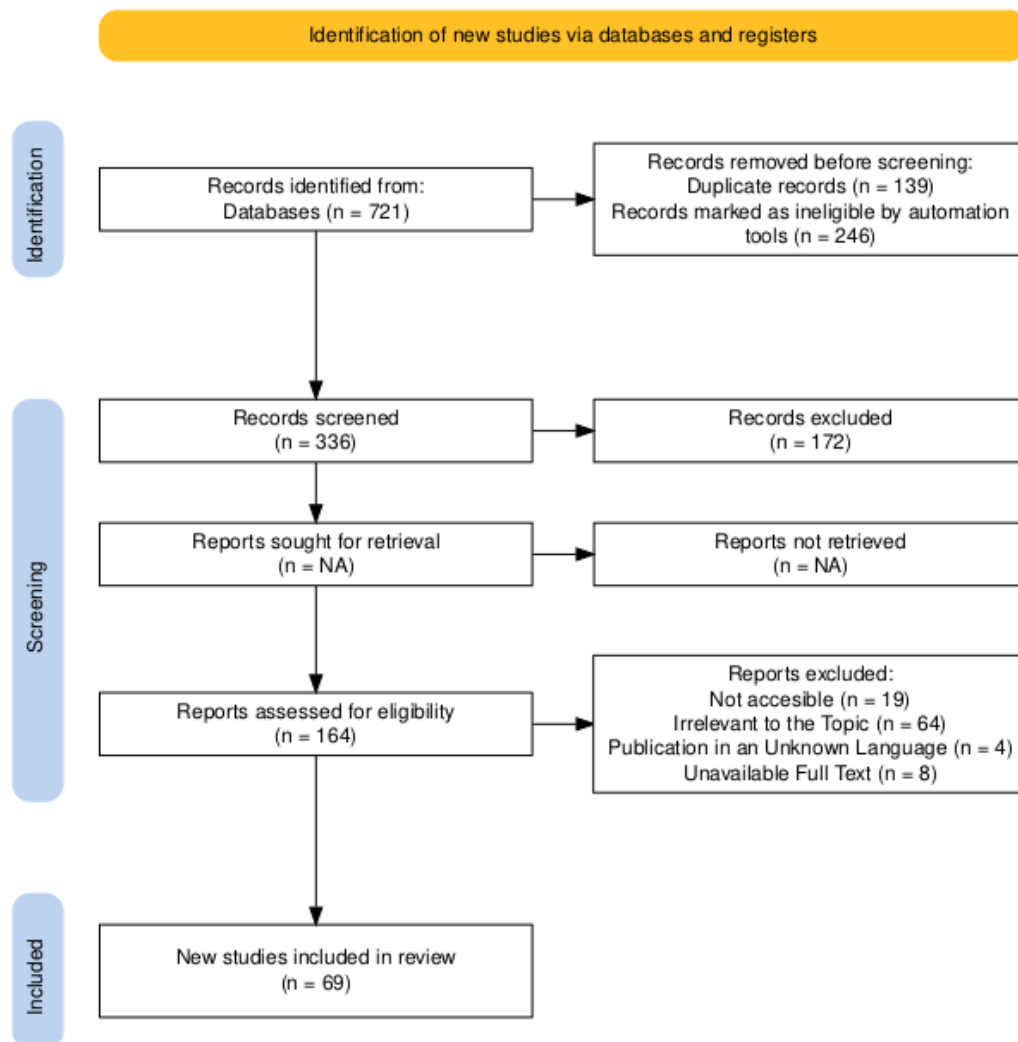 Identification of new studies via databases and registers
Identification
Records identified from:
Databases (n = 721)
Records removed before screening:
Duplicate records (n = 139)
Records marked as ineligible by automation
tools (n = 246)
Screening
Records screened
(n = 336)
Records excluded
(n = 172)
Reports sought for retrieval
(n = NA)
Reports not retrieved
(n = NA)
Reports assessed for eligibility
(n = 164)
Reports excluded:
Not accesible (n = 19)
Irrelevant to the Topic (n = 64)
Publication in an Unknown Language (n = 4)
Unavailable Full Text (n = 8)
Included
New studies included in review
(n = 69)